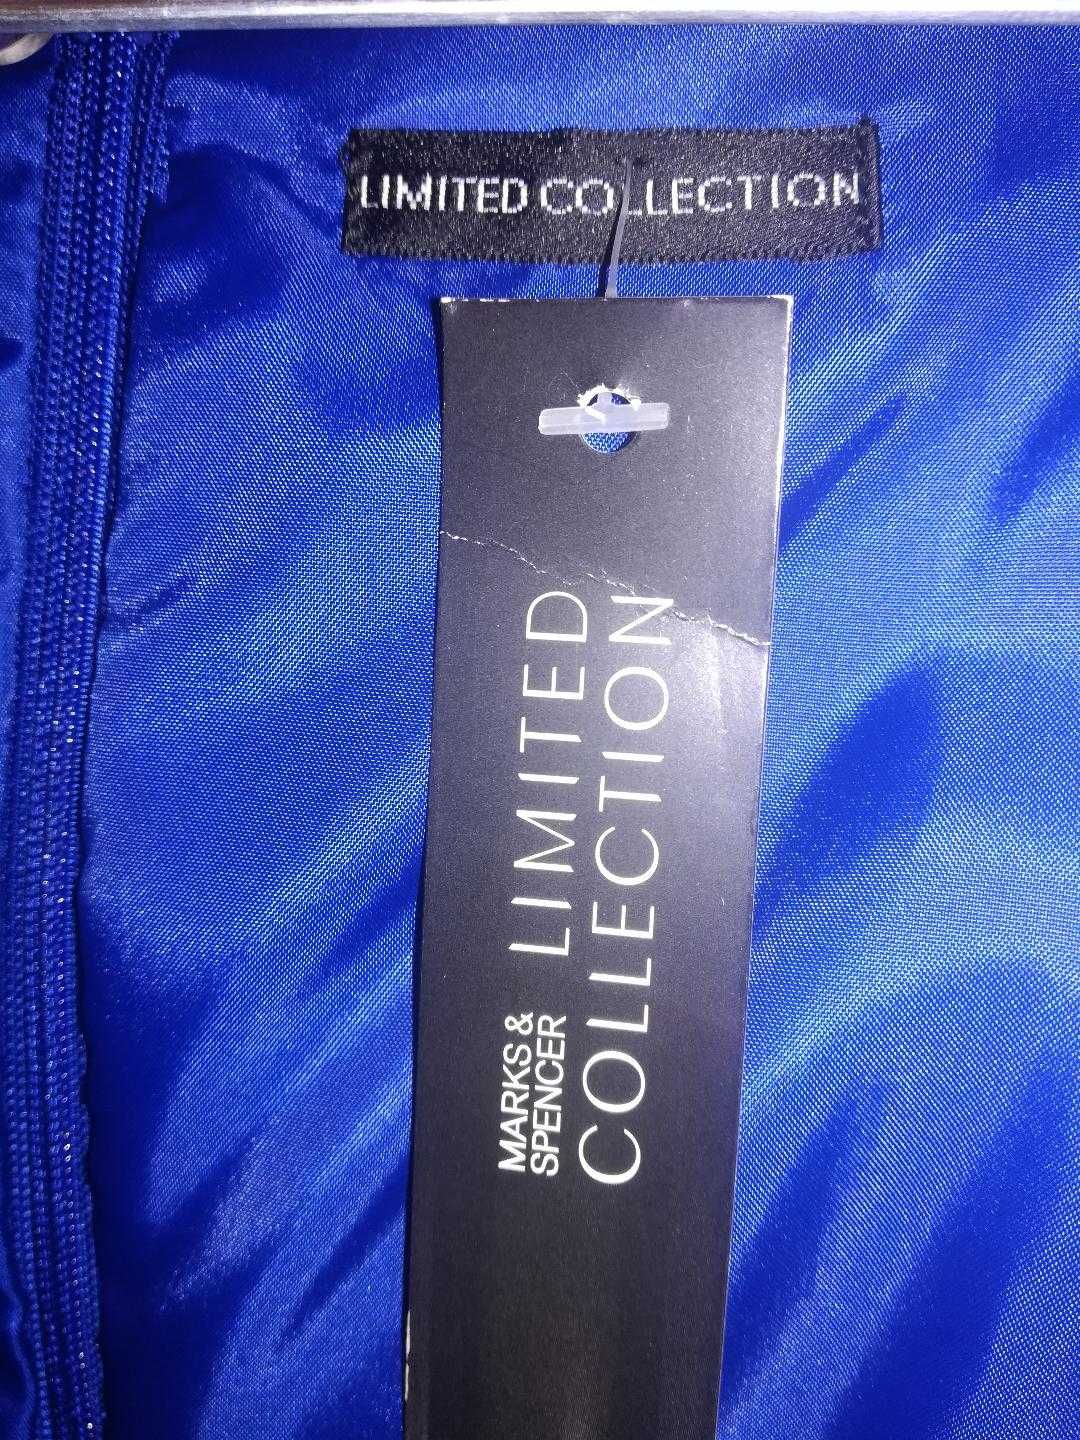 LIMITED COLLECTION
MARKS &
SPENCER
LIMITED
COLLECTION